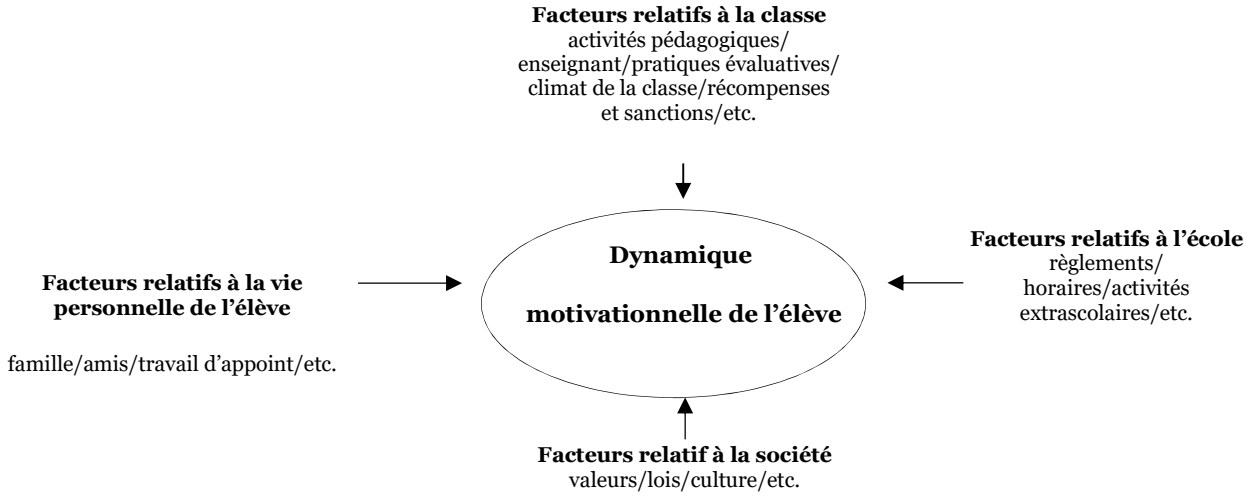 Facteurs relatifs à la classe
activités pédagogiques/
enseignant/pratiques évaluatives/
climat de la classe/récompenses
et sanctions/etc.
Dynamique
motivationnelle de l'élève
Facteurs relatifs à l'école
règlements/
horaires/activités
extrascolaires/etc.
Facteurs relatifs à la vie
personnelle de l'élève
famille/amis/travail d'appoint/etc.
Facteurs relatif à la société
valeurs/lois/culture/etc.